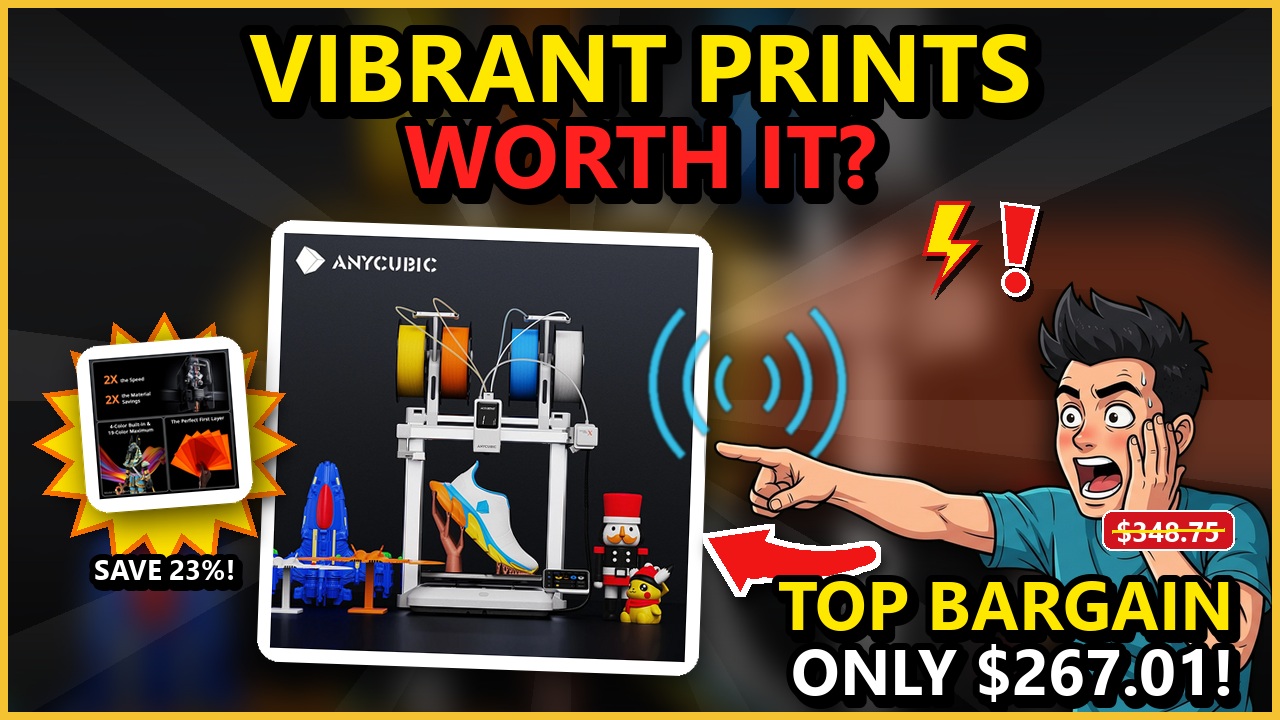 VIBRANT PRINTS
WORTH IT?
ANYCUBIC
2X the Speed
2X the Material
Savings
4-Color Built-in &
19-Color Maximum
The Perfect First Layer
SAVE 23%!
ANYCUBIC
$348.75
TOP BARGAIN
ONLY $267.01!